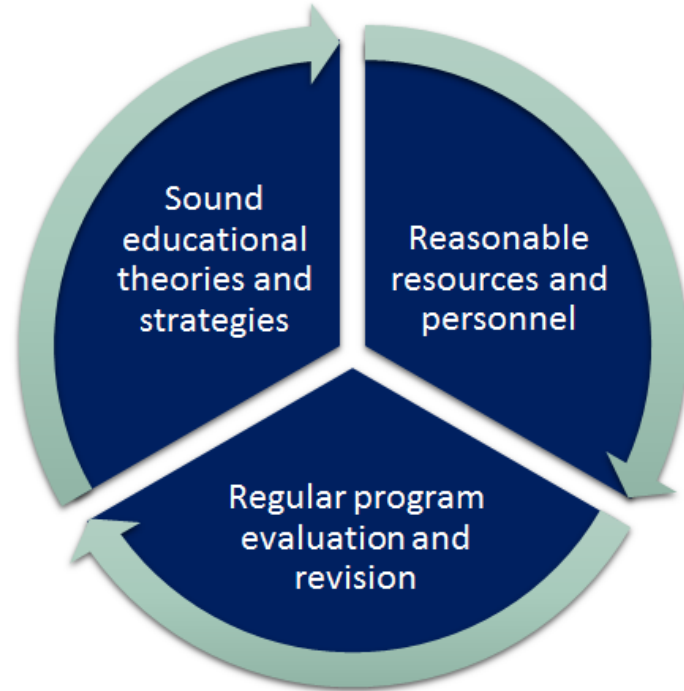 Sound
educational
theories and
strategies
Reasonable
resources and
personnel
Regular program
evaluation and
revision